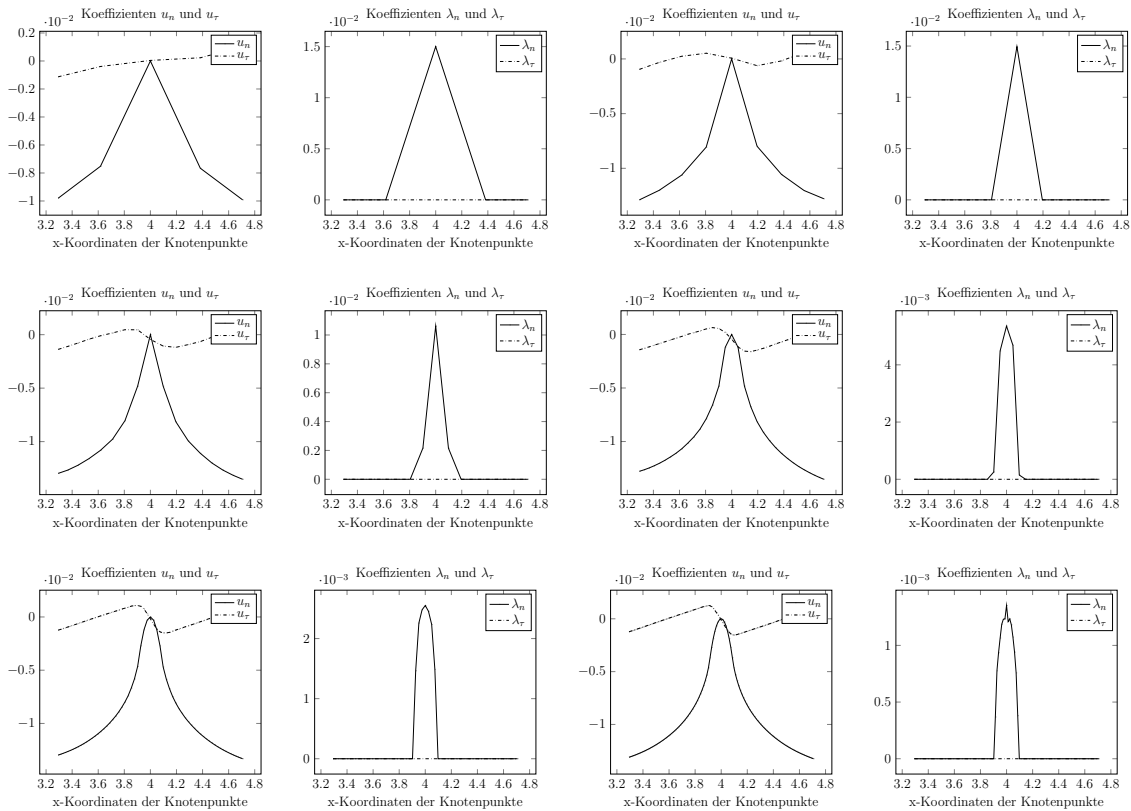 ·10⁻² Koeffizienten uₙ und u_τ
uₙ
u_τ
0.2
0
−0.2
−0.4
−0.6
−0.8
−1
3.2 3.4 3.6 3.8 4 4.2 4.4 4.6 4.8
x-Koordinaten der Knotenpunkte
·10⁻² Koeffizienten λₙ und λ_τ
λₙ
λ_τ
1.5
1
0.5
0
3.2 3.4 3.6 3.8 4 4.2 4.4 4.6 4.8
x-Koordinaten der Knotenpunkte
·10⁻² Koeffizienten uₙ und u_τ
uₙ
u_τ
0
−0.5
−1
3.2 3.4 3.6 3.8 4 4.2 4.4 4.6 4.8
x-Koordinaten der Knotenpunkte
·10⁻² Koeffizienten λₙ und λ_τ
λₙ
λ_τ
1.5
1
0.5
0
3.2 3.4 3.6 3.8 4 4.2 4.4 4.6 4.8
x-Koordinaten der Knotenpunkte
·10⁻² Koeffizienten uₙ und u_τ
uₙ
u_τ
0
−0.5
−1
3.2 3.4 3.6 3.8 4 4.2 4.4 4.6 4.8
x-Koordinaten der Knotenpunkte
·10⁻² Koeffizienten λₙ und λ_τ
λₙ
λ_τ
1
0.8
0.6
0.4
0.2
0
3.2 3.4 3.6 3.8 4 4.2 4.4 4.6 4.8
x-Koordinaten der Knotenpunkte
·10⁻² Koeffizienten uₙ und u_τ
uₙ
u_τ
0
−0.5
−1
3.2 3.4 3.6 3.8 4 4.2 4.4 4.6 4.8
x-Koordinaten der Knotenpunkte
·10⁻³ Koeffizienten λₙ und λ_τ
λₙ
λ_τ
4
2
0
3.2 3.4 3.6 3.8 4 4.2 4.4 4.6 4.8
x-Koordinaten der Knotenpunkte
·10⁻² Koeffizienten uₙ und u_τ
uₙ
u_τ
0
−0.5
−1
3.2 3.4 3.6 3.8 4 4.2 4.4 4.6 4.8
x-Koordinaten der Knotenpunkte
·10⁻³ Koeffizienten λₙ und λ_τ
λₙ
λ_τ
2
1
0
3.2 3.4 3.6 3.8 4 4.2 4.4 4.6 4.8
x-Koordinaten der Knotenpunkte
·10⁻² Koeffizienten uₙ und u_τ
uₙ
u_τ
0
−0.5
−1
3.2 3.4 3.6 3.8 4 4.2 4.4 4.6 4.8
x-Koordinaten der Knotenpunkte
·10⁻³ Koeffizienten λₙ und λ_τ
λₙ
λ_τ
1
0.5
0
3.2 3.4 3.6 3.8 4 4.2 4.4 4.6 4.8
x-Koordinaten der Knotenpunkte